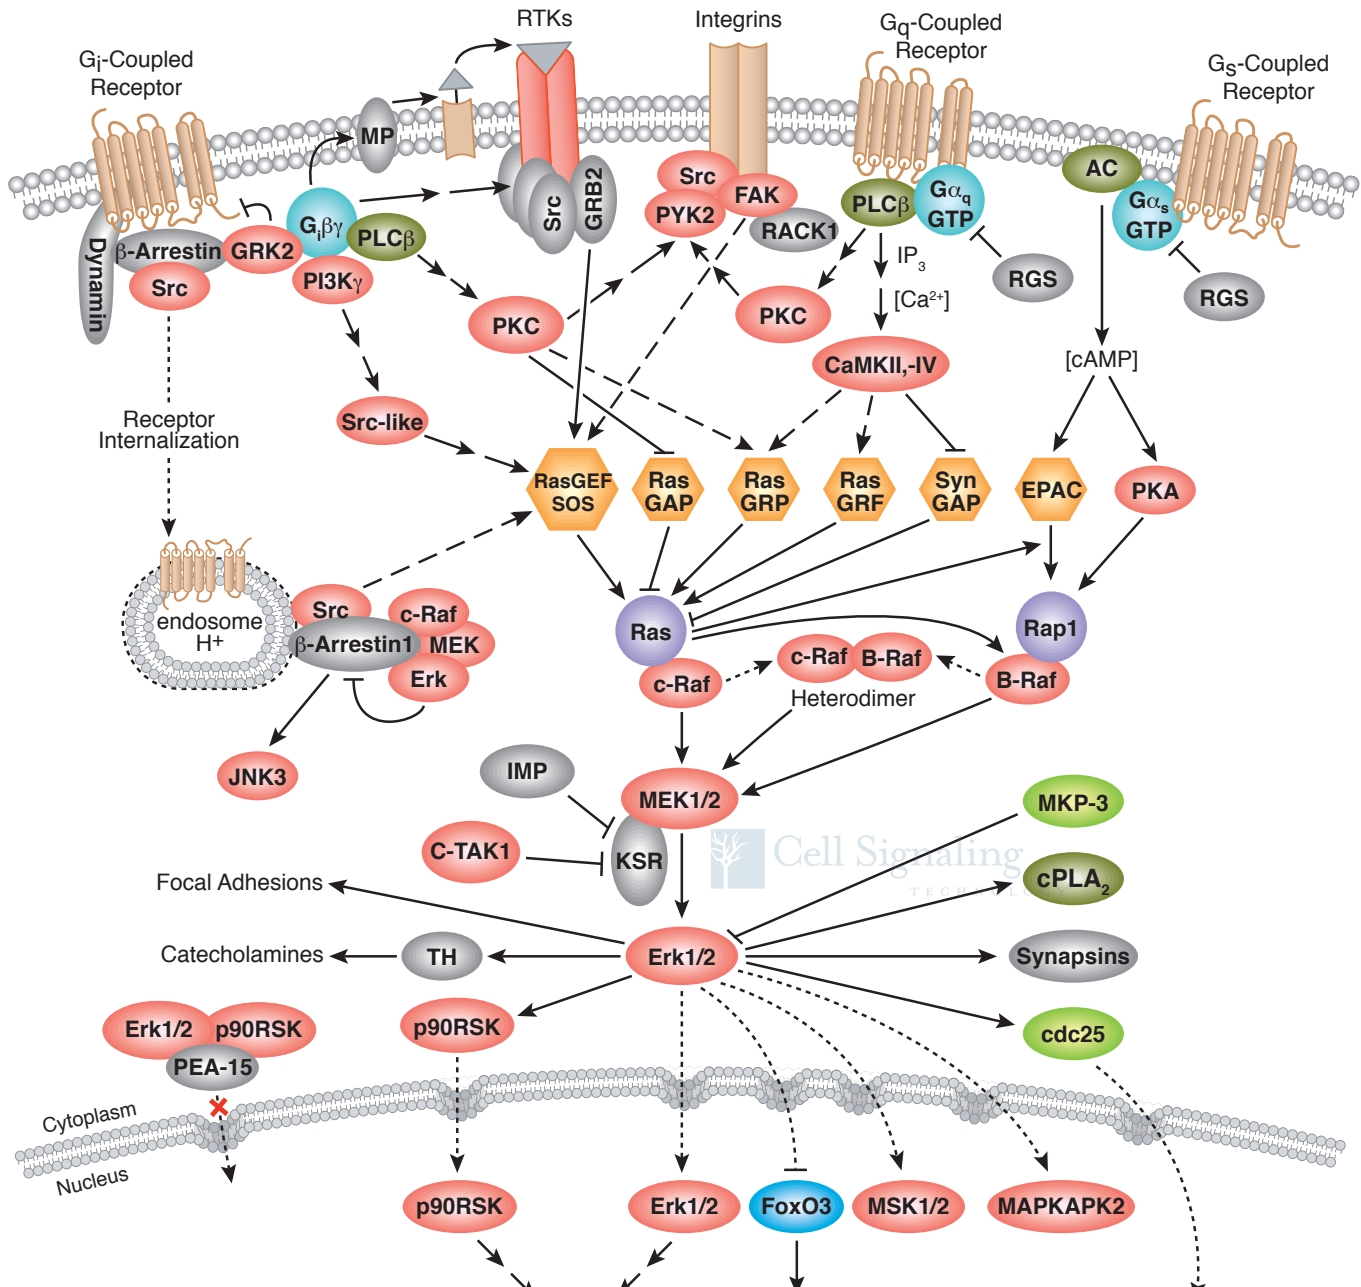 RTKs
Integrins
Gq-Coupled
Receptor
Gi-Coupled
Receptor
Gs-Coupled
Receptor
MP
AC
Src
PYK2
FAK
RACK1
PLCβ
Gαq
GTP
Gαs
GTP
Src
GRB2
Giβγ
PLCβ
β-Arrestin
GRK2
Dynamin
Src
PI3Kγ
IP3
RGS
RGS
[Ca2+]
PKC
PKC
CaMKII,-IV
[cAMP]
Receptor
Internalization
Src-like
RasGEF
SOS
Ras
GAP
Ras
GRP
Ras
GRF
Syn
GAP
EPAC
PKA
endosome
H+
Src
β-Arrestin1
c-Raf
MEK
Erk
Ras
Rap1
c-Raf
c-Raf
B-Raf
Heterodimer
B-Raf
JNK3
IMP
MEK1/2
MKP-3
C-TAK1
KSR
Cell Signaling
TECHNOLOGY
cPLA2
Focal Adhesions
Catecholamines
TH
Erk1/2
Synapsins
Erk1/2
p90RSK
PEA-15
p90RSK
cdc25
Cytoplasm
Nucleus
p90RSK
Erk1/2
FoxO3
MSK1/2
MAPKAPK2